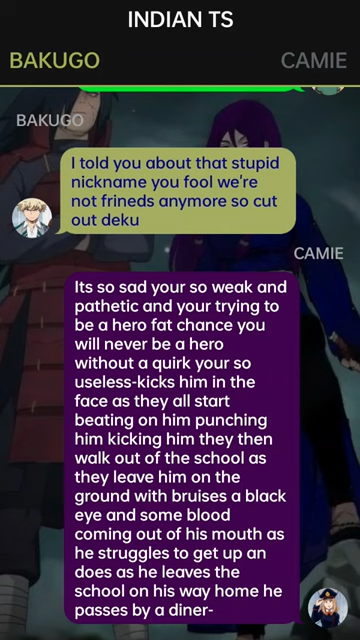 INDIAN TS
BAKUGO
CAMIE
BAKUGO
I told you about that stupid
nickname you fool we're
not frineds anymore so cut
out deku
CAMIE
Its so sad your so weak and
pathetic and your trying to
be a hero fat chance you
will never be a hero
without a quirk your so
useless-kicks him in the
face as they all start
beating on him punching
him kicking him they then
walk out of the school as
they leave him on the
ground with bruises a black
eye and some blood
coming out of his mouth as
he struggles to get up an
does as he leaves the
school on his way home he
passes by a diner-